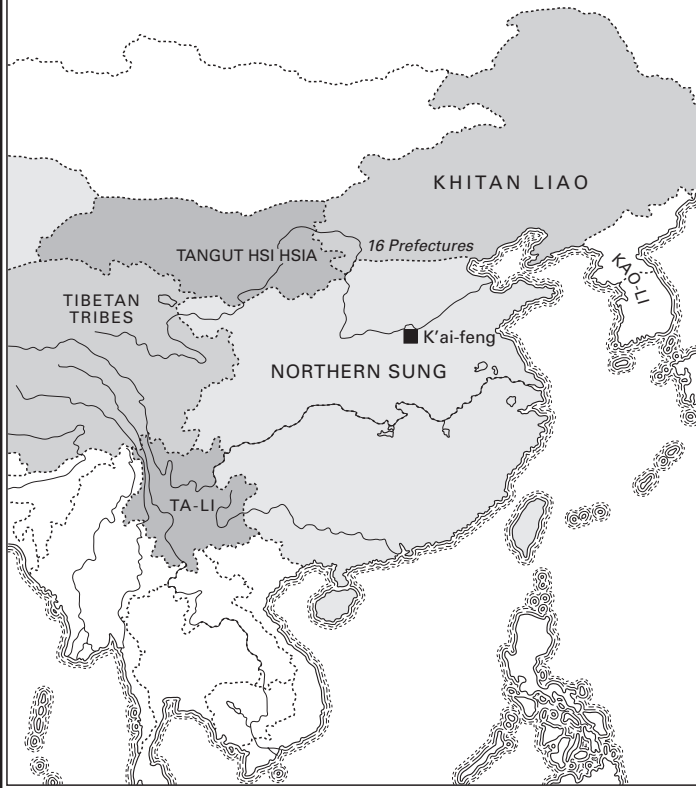 KHITAN LIAO
16 Prefectures
TANGUT HSI HSIA
KAO-LI
TIBETAN
TRIBES
K'ai-feng
NORTHERN SUNG
TA-LI